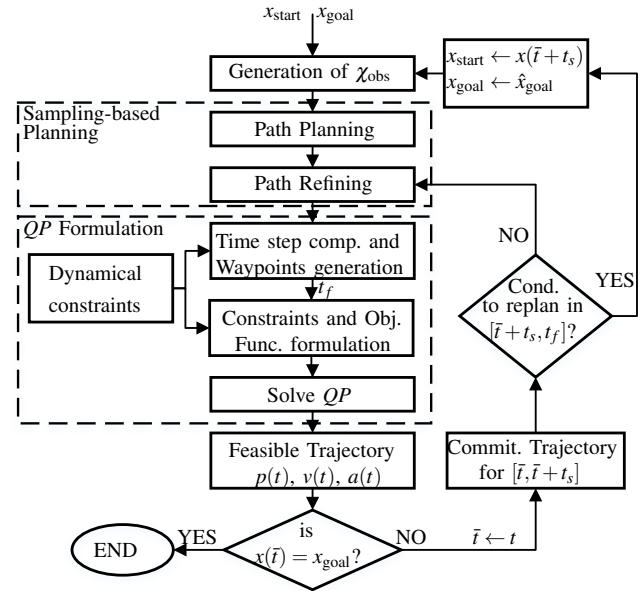 x_start x_goal
Generation of χ_obs
x_start ← x(t̄ + t_s)
x_goal ← x̂_goal
Sampling-based
Planning
Path Planning
Path Refining
QP Formulation
Time step comp. and
Waypoints generation
Dynamical
constraints
t_f
Constraints and Obj.
Func. formulation
Solve QP
NO
YES
Cond.
to replan in
[t̄ + t_s, t_f]?
Feasible Trajectory
p(t), v(t), a(t)
Commit. Trajectory
for [t̄, t̄ + t_s]
END
YES
is
x(t̄) = x_goal?
NO
t̄ ← t